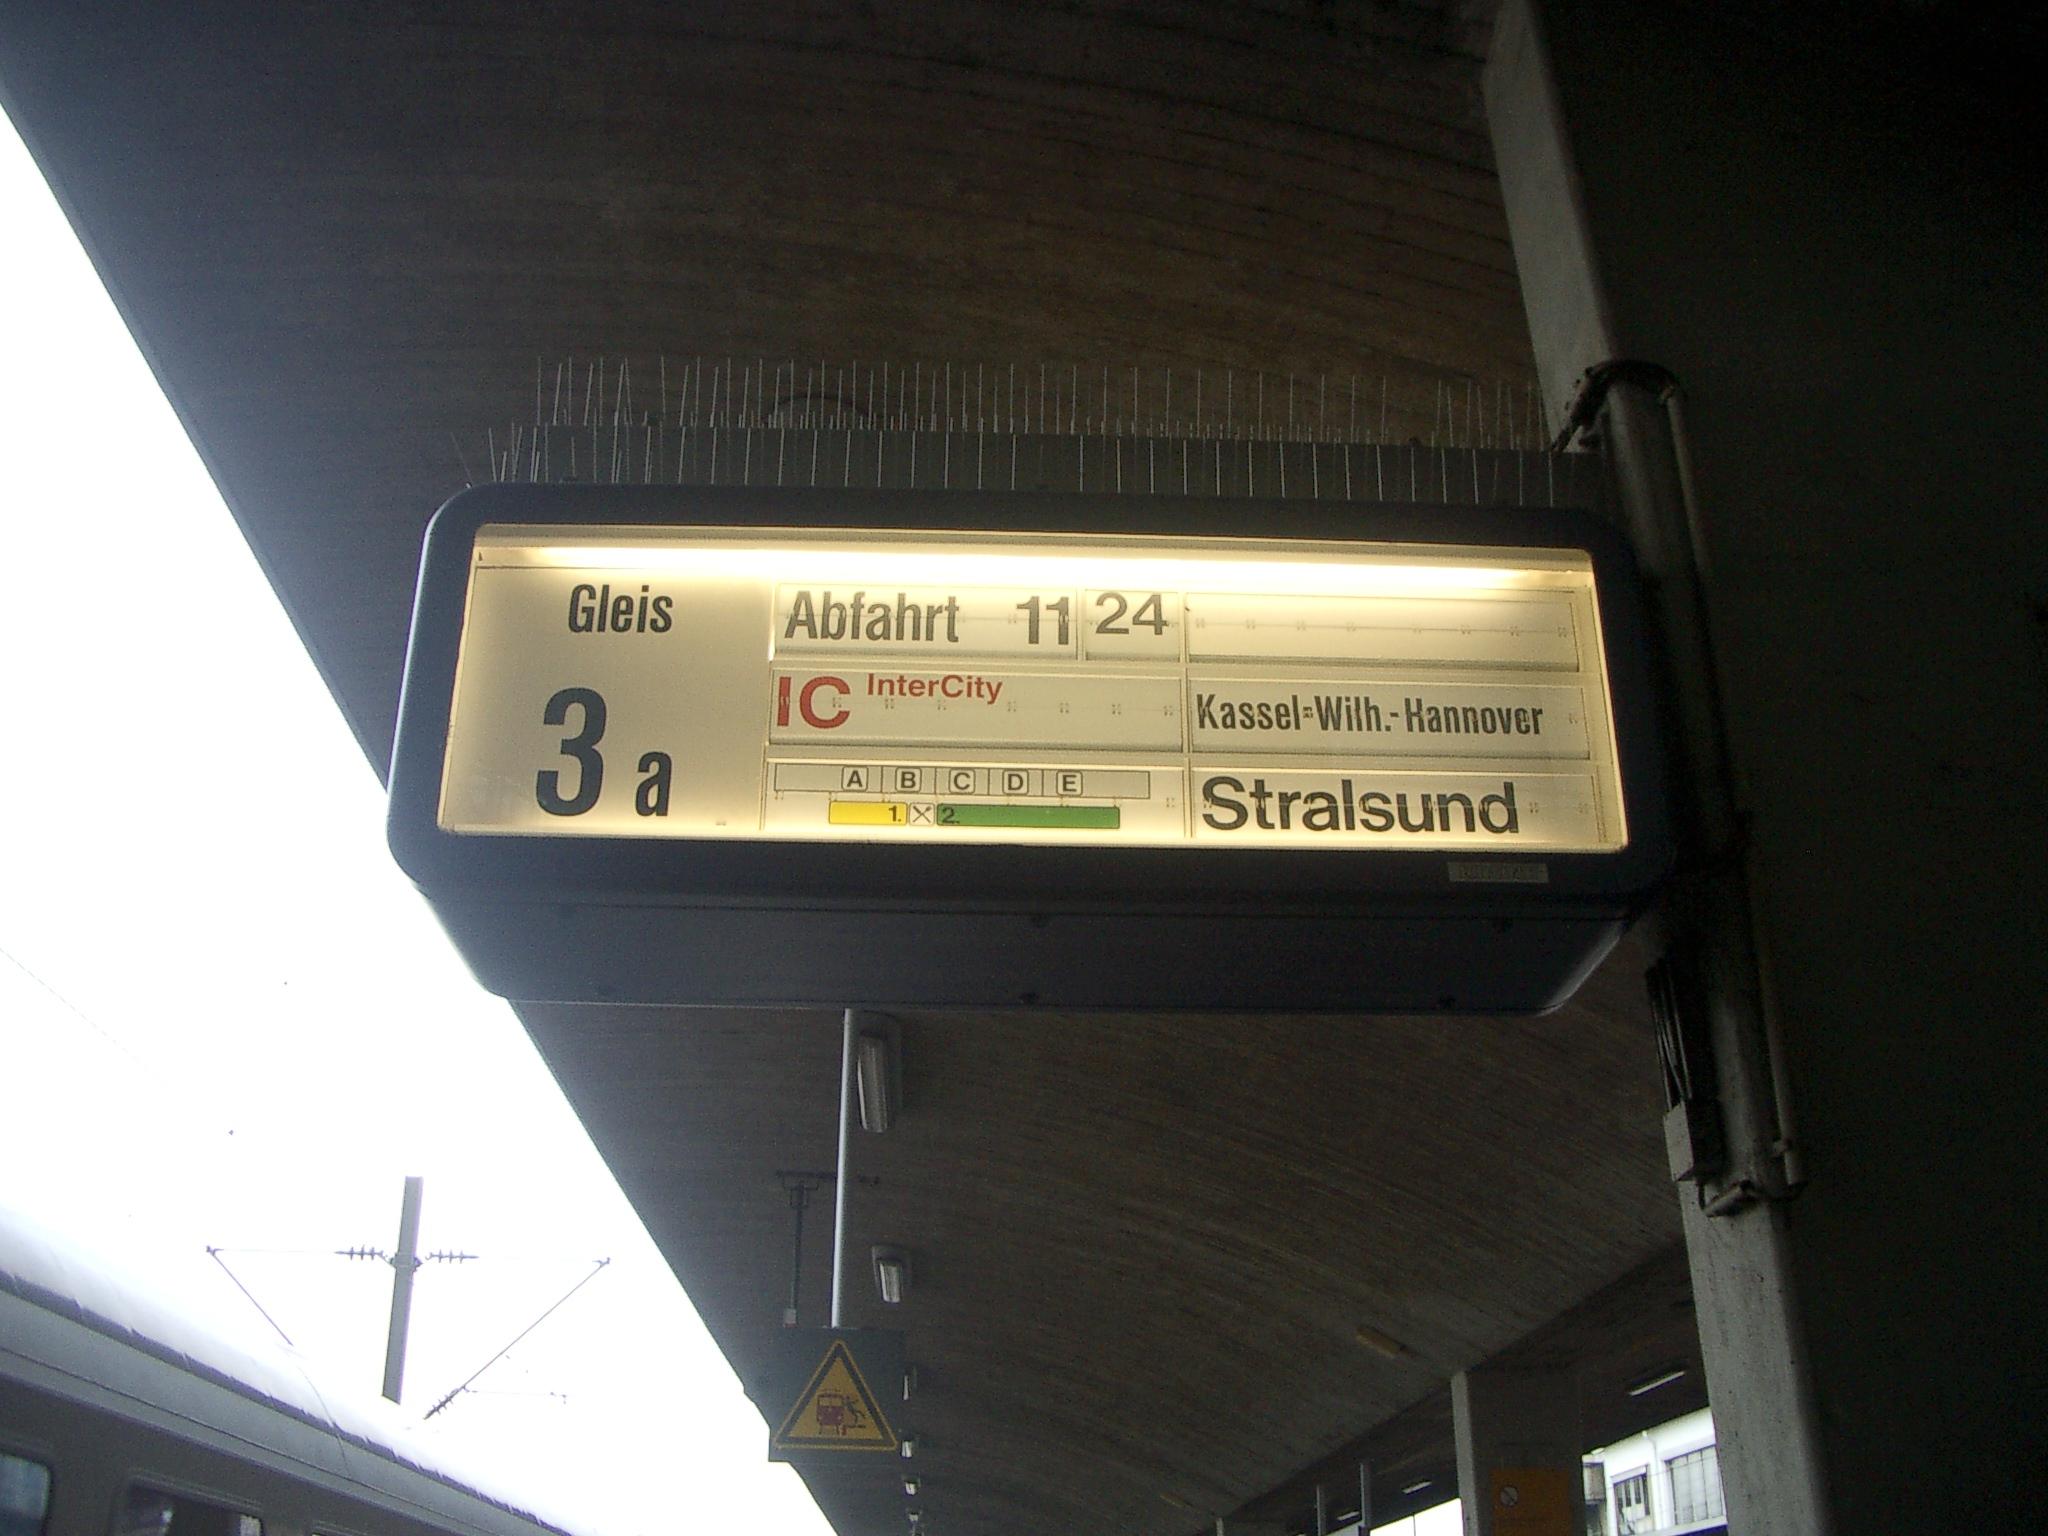 Gleis
3 a
Abfahrt 11 24
IC InterCity
A B C D E
1. 2.
Kassel-Wilh.-Hannover
Stralsund